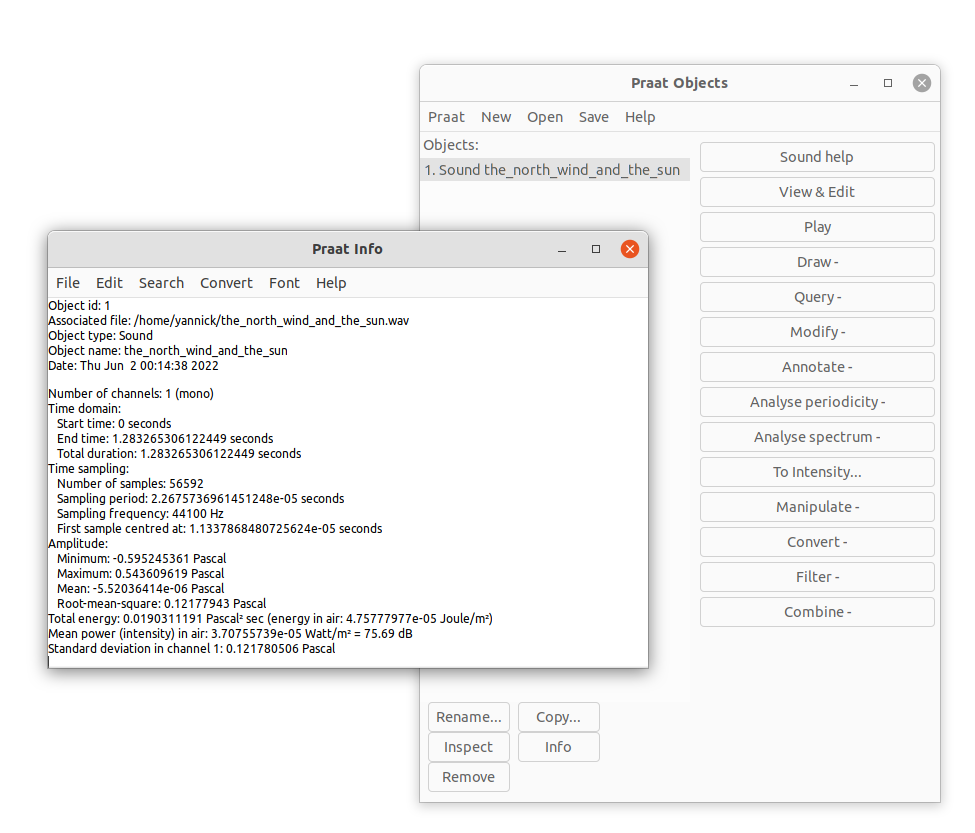 Praat Objects
Praat New Open Save Help
Objects:
1. Sound the_north_wind_and_the_sun
Sound help
View & Edit
Play
Draw -
Query -
Modify -
Annotate -
Analyse periodicity -
Analyse spectrum -
To Intensity...
Manipulate -
Convert -
Filter -
Combine -
Rename... Copy...
Inspect Info
Remove
Praat Info
File Edit Search Convert Font Help
Object id: 1
Associated file: /home/yannick/the_north_wind_and_the_sun.wav
Object type: Sound
Object name: the_north_wind_and_the_sun
Date: Thu Jun  2 00:14:38 2022
Number of channels: 1 (mono)
Time domain:
Start time: 0 seconds
End time: 1.283265306122449 seconds
Total duration: 1.283265306122449 seconds
Time sampling:
Number of samples: 56592
Sampling period: 2.2675736961451248e-05 seconds
Sampling frequency: 44100 Hz
First sample centred at: 1.1337868480725624e-05 seconds
Amplitude:
Minimum: -0.595245361 Pascal
Maximum: 0.543609619 Pascal
Mean: -5.52036414e-06 Pascal
Root-mean-square: 0.12177943 Pascal
Total energy: 0.0190311191 Pascal² sec (energy in air: 4.75777977e-05 Joule/m²)
Mean power (intensity) in air: 3.70755739e-05 Watt/m² = 75.69 dB
Standard deviation in channel 1: 0.121780506 Pascal